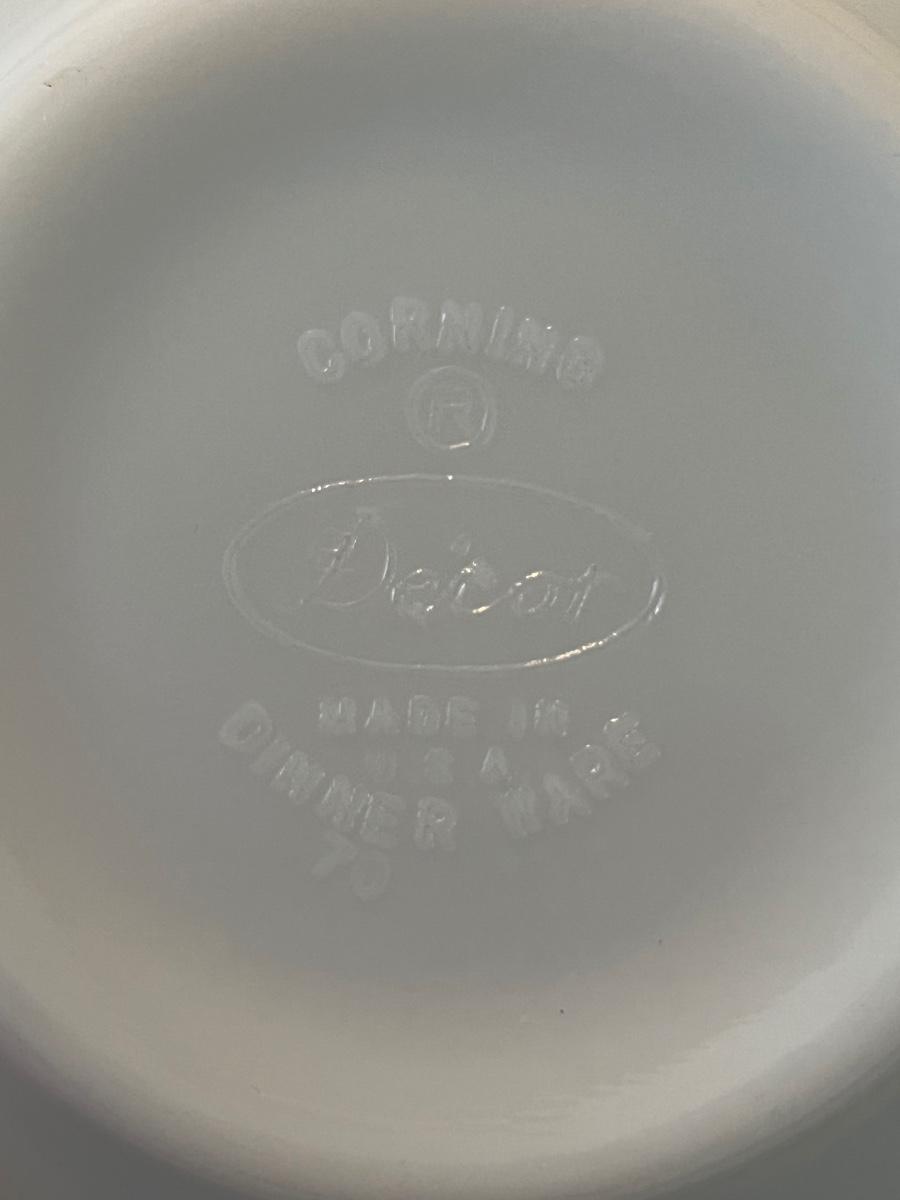 CORNING
®
Decor
MADE IN
U S A
DINNER WARE
70